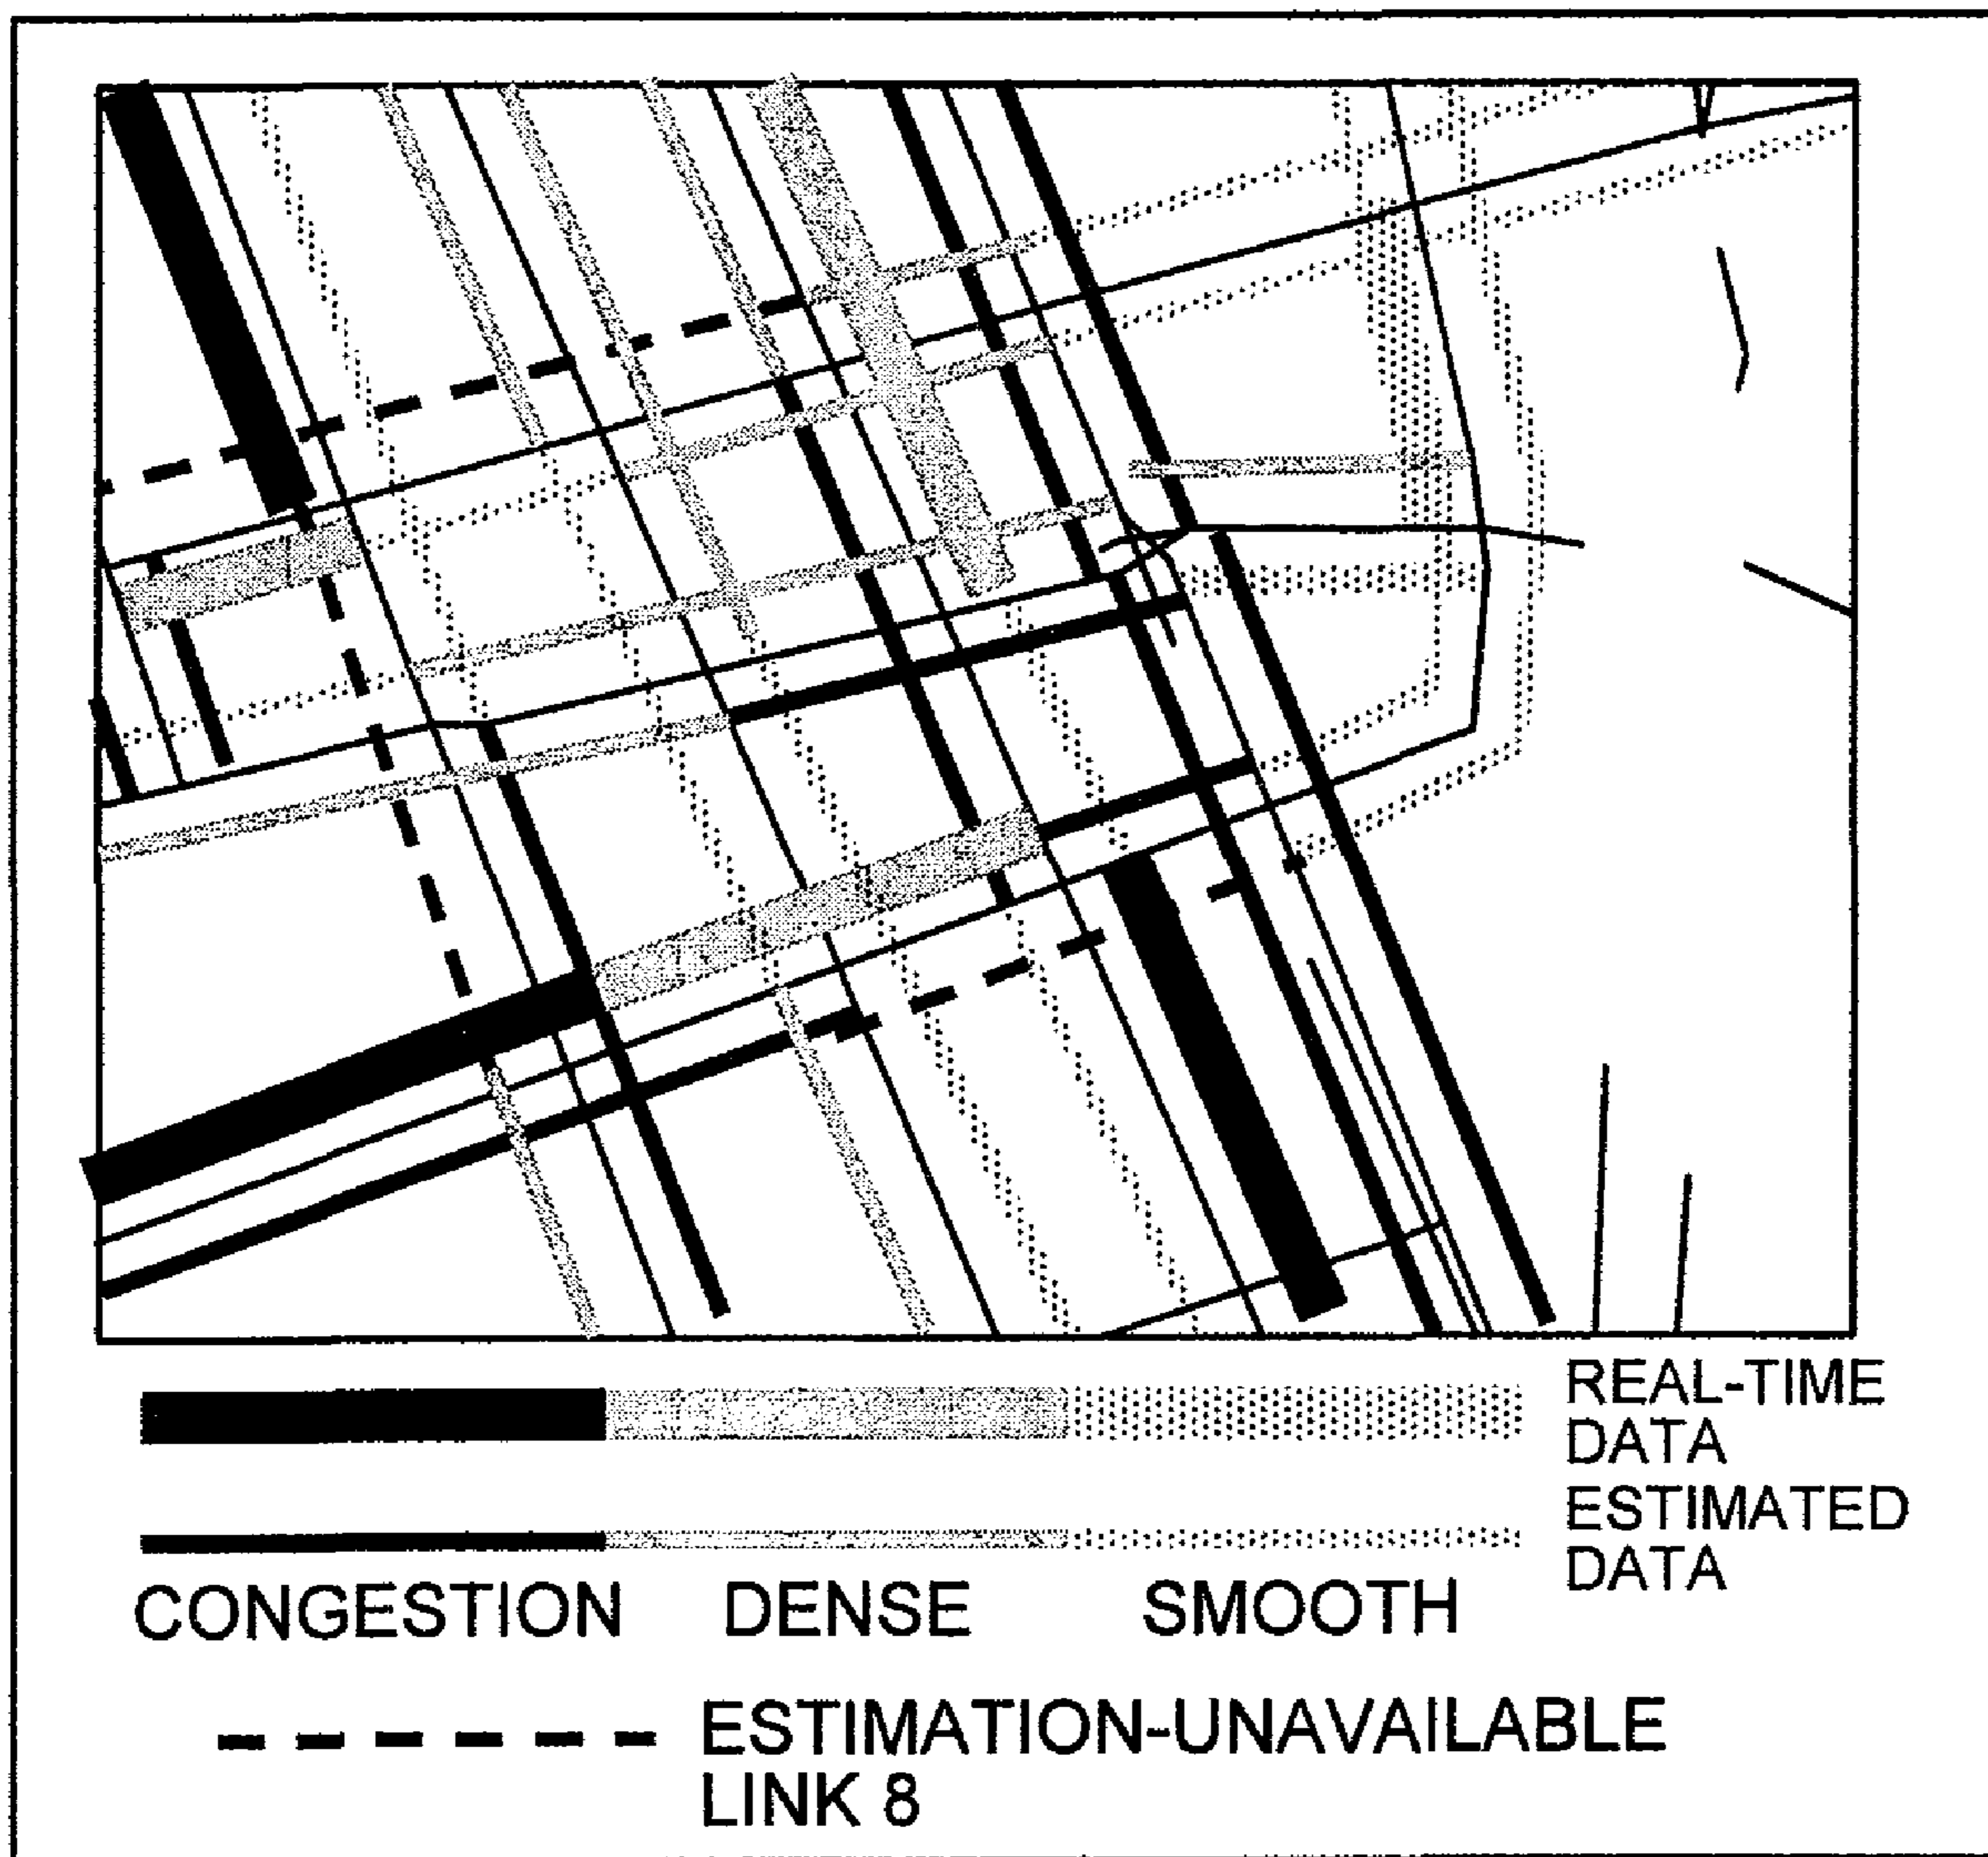 REAL-TIME
DATA
ESTIMATED
DATA
CONGESTION DENSE SMOOTH
ESTIMATION-UNAVAILABLE
LINK 8